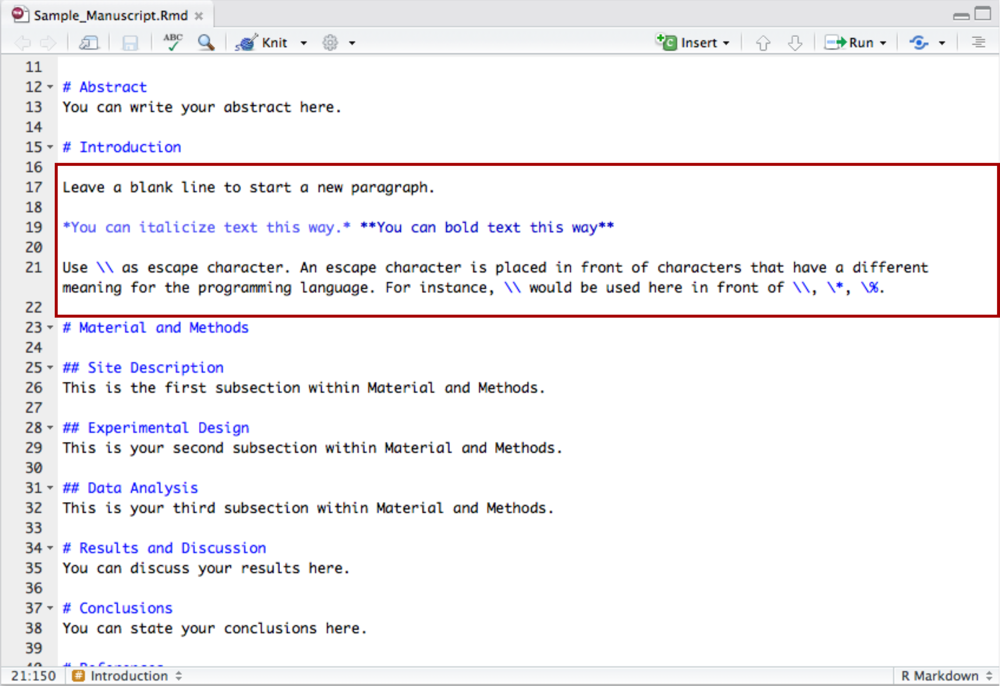 Sample_Manuscript.Rmd
ABC Knit Insert Run
11
12 # Abstract
13 You can write your abstract here.
14
15 # Introduction
16
17 Leave a blank line to start a new paragraph.
18
19 *You can italicize text this way.* **You can bold text this way**
20
21 Use \\ as escape character. An escape character is placed in front of characters that have a different
meaning for the programming language. For instance, \\ would be used here in front of \\, \*, \%.
22
23 # Material and Methods
24
25 ## Site Description
26 This is the first subsection within Material and Methods.
27
28 ## Experimental Design
29 This is your second subsection within Material and Methods.
30
31 ## Data Analysis
32 This is your third subsection within Material and Methods.
33
34 # Results and Discussion
35 You can discuss your results here.
36
37 # Conclusions
38 You can state your conclusions here.
39
40 # References
21:150 # Introduction R Markdown